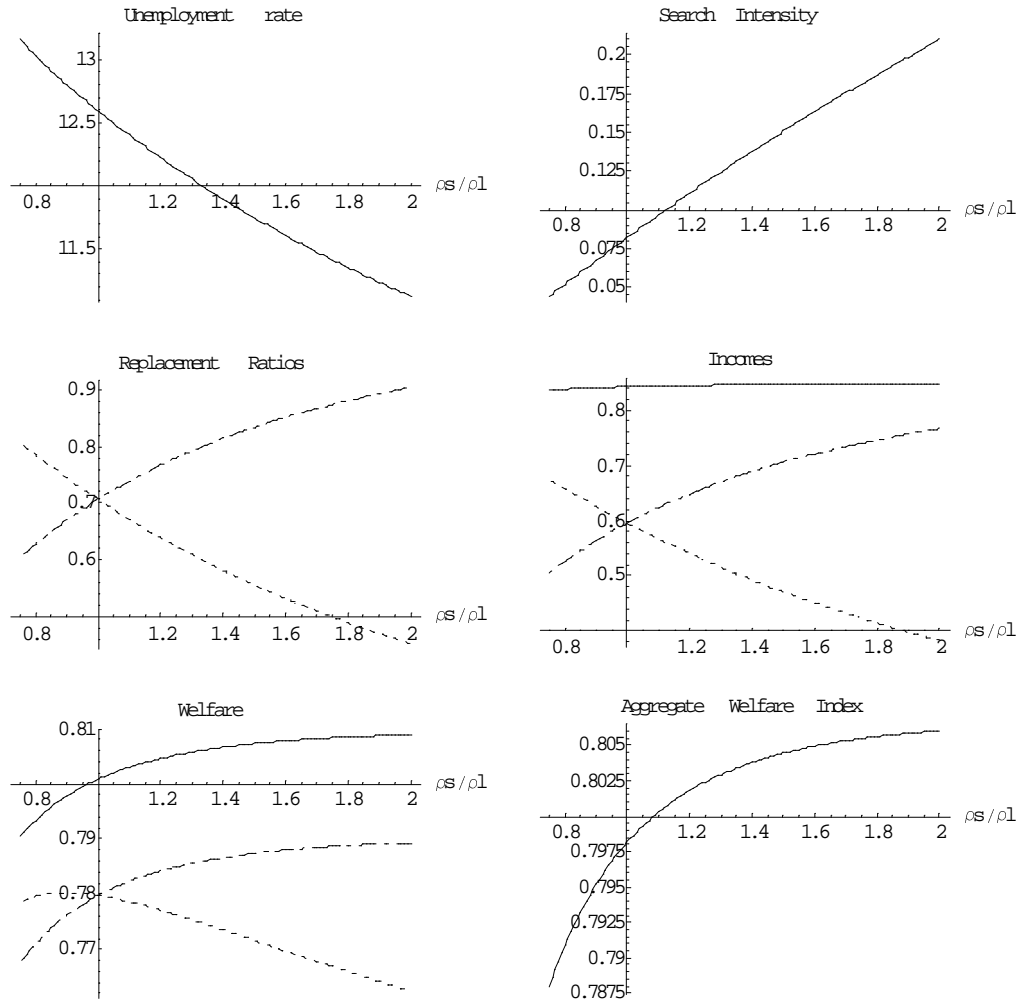 Unemployment rate
13
12.5
11.5
0.8 1.2 1.4 1.6 1.8 2
ρs/ρl
Search Intensity
0.2
0.175
0.15
0.125
0.075
0.05
0.8 1.2 1.4 1.6 1.8 2
ρs/ρl
Replacement Ratios
0.9
0.8
0.7
0.6
0.8 1.2 1.4 1.6 1.8 2
ρs/ρl
Incomes
0.8
0.7
0.6
0.5
0.8 1.2 1.4 1.6 1.8 2
ρs/ρl
Welfare
0.81
0.79
0.78
0.77
0.8 1.2 1.4 1.6 1.8 2
ρs/ρl
Aggregate Welfare Index
0.805
0.8025
0.7975
0.795
0.7925
0.79
0.7875
0.8 1.2 1.4 1.6 1.8 2
ρs/ρl